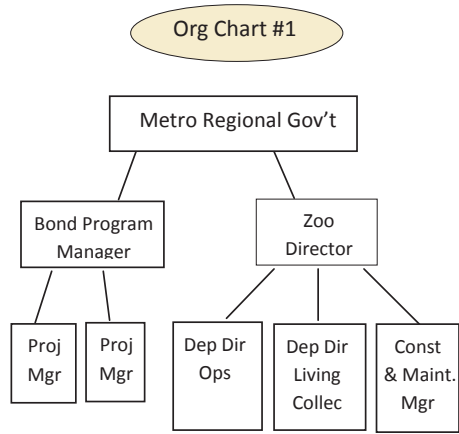 Org Chart #1
Metro Regional Gov’t
Bond Program
Manager
Zoo
Director
Proj
Mgr
Proj
Mgr
Dep Dir
Ops
Dep Dir
Living
Collec
Const
& Maint.
Mgr